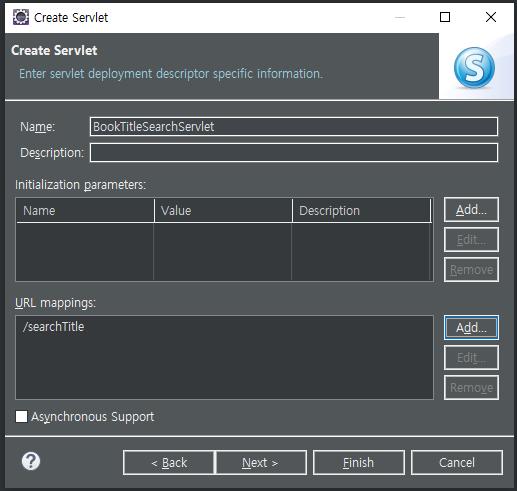 Create Servlet
Create Servlet
Enter servlet deployment descriptor specific information.
S
Name: BookTitleSearchServlet
Description:
Initialization parameters:
Name Value Description
Add...
Edit...
Remove
URL mappings:
/searchTitle
Add...
Edit...
Remove
Asynchronous Support
? < Back Next > Finish Cancel